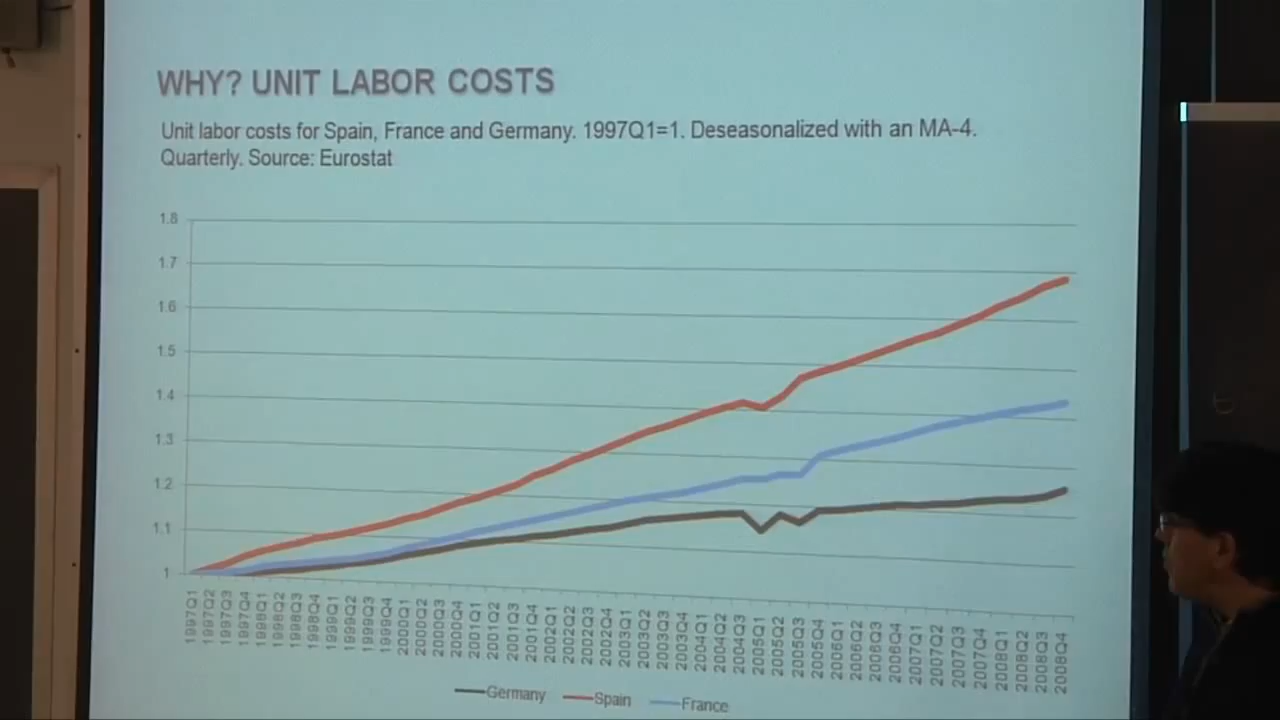 WHY? UNIT LABOR COSTS
Unit labor costs for Spain, France and Germany. 1997Q1=1. Deseasonalized with an MA-4.
Quarterly. Source: Eurostat
1.8
1.7
1.6
1.5
1.4
1.3
1.2
1.1
1
1997Q1
1997Q2
1997Q3
1997Q4
1998Q1
1998Q2
1998Q3
1998Q4
1999Q1
1999Q2
1999Q3
1999Q4
2000Q1
2000Q2
2000Q3
2000Q4
2001Q1
2001Q2
2001Q3
2001Q4
2002Q1
2002Q2
2002Q3
2002Q4
2003Q1
2003Q2
2003Q3
2003Q4
2004Q1
2004Q2
2004Q3
2005Q1
2005Q2
2005Q3
2005Q4
2006Q1
2006Q2
2006Q3
2006Q4
2007Q1
2007Q2
2007Q3
2007Q4
2008Q1
2008Q2
2008Q3
2008Q4
Germany Spain France